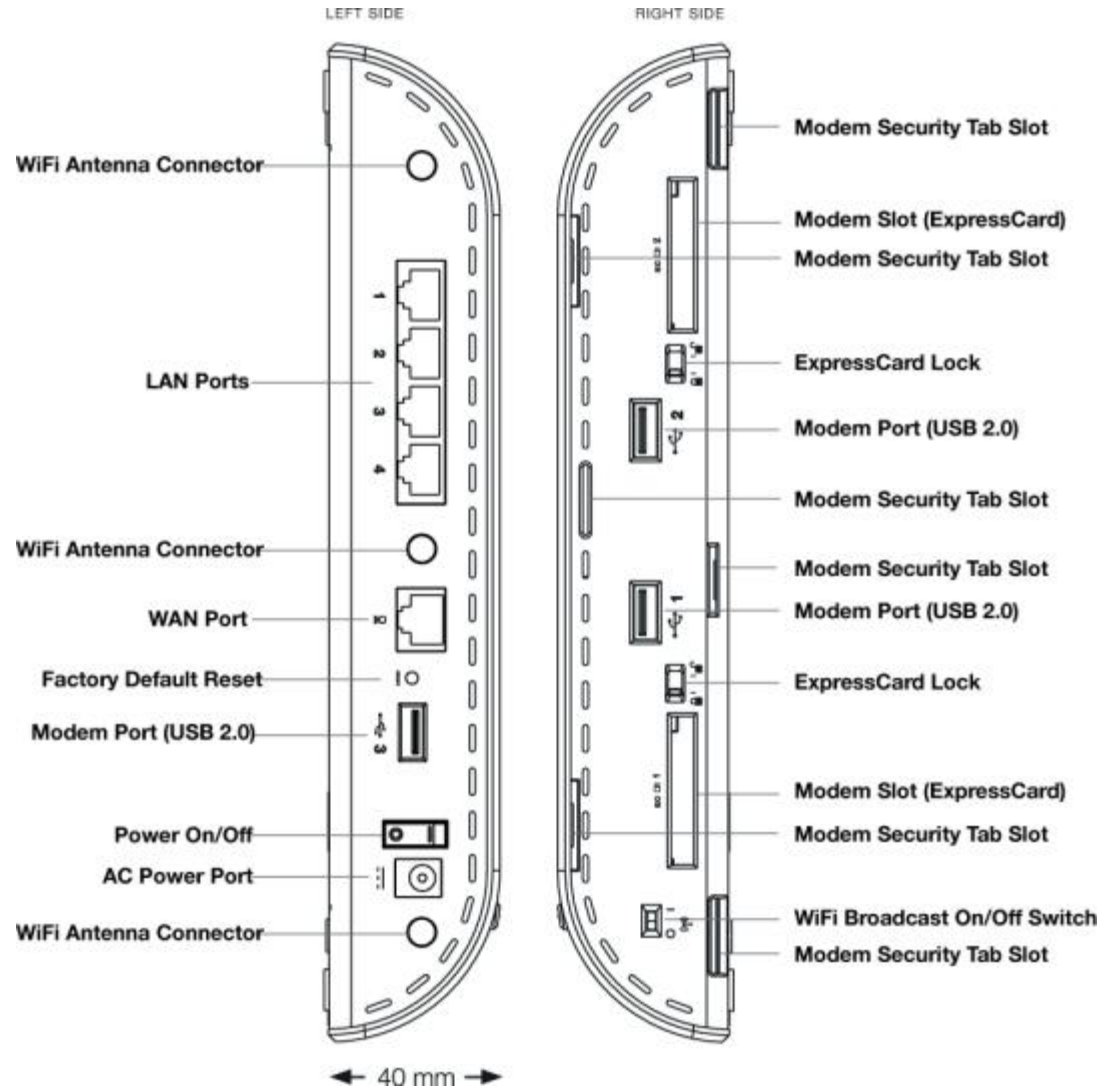 LEFT SIDE
WiFi Antenna Connector
1
2
3
4
LAN Ports
WiFi Antenna Connector
WAN Port
Factory Default Reset
Modem Port (USB 2.0)
3
Power On/Off
AC Power Port
WiFi Antenna Connector
40 mm
RIGHT SIDE
Modem Security Tab Slot
Modem Slot (ExpressCard)
2
Modem Security Tab Slot
ExpressCard Lock
Modem Port (USB 2.0)
2
Modem Security Tab Slot
Modem Security Tab Slot
1
Modem Port (USB 2.0)
ExpressCard Lock
Modem Slot (ExpressCard)
1
Modem Security Tab Slot
WiFi Broadcast On/Off Switch
Modem Security Tab Slot